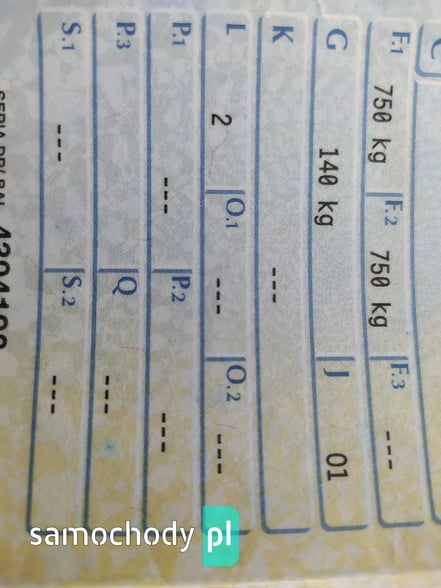 C
F.1 750 kg F.2 750 kg F.3 ---
G 140 kg J 01
K ---
L 2 O.1 --- O.2 ---
P.1 --- P.2 ---
P.3 Q ---
S.1 --- S.2 ---
samochody pl